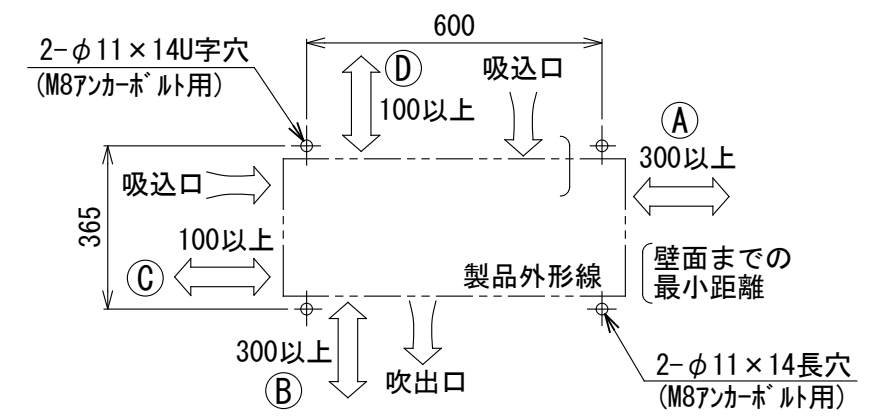 600
2-φ11×14U字穴
(M8アンカーボルト用)
Ⓓ
100以上
吸込口
Ⓐ
300以上
吸込口
365
100以上
Ⓒ
製品外形線
壁面までの
最小距離
300以上
Ⓑ
吹出口
2-φ11×14長穴
(M8アンカーボルト用)